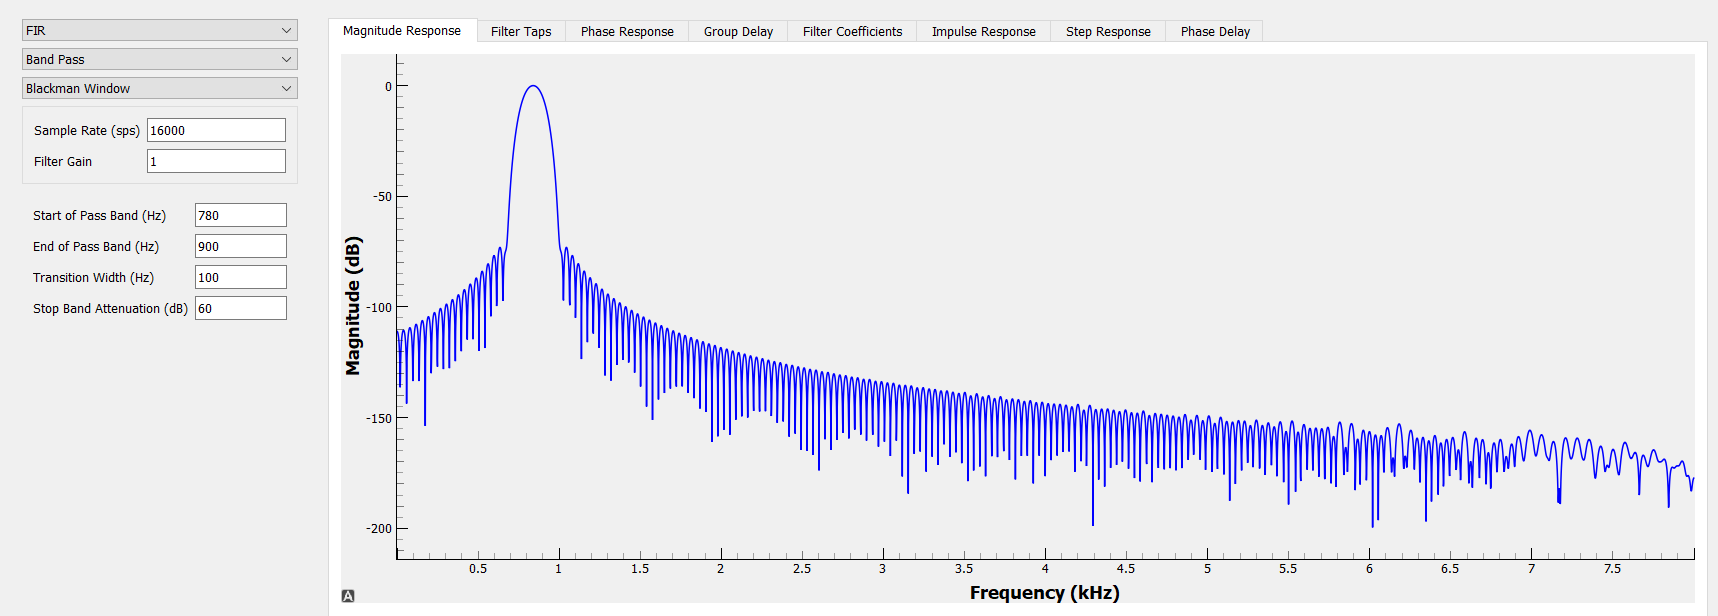 FIR
Band Pass
Blackman Window
Sample Rate (sps) 16000
Filter Gain 1
Start of Pass Band (Hz) 780
End of Pass Band (Hz) 900
Transition Width (Hz) 100
Stop Band Attenuation (dB) 60
Magnitude Response Filter Taps Phase Response Group Delay Filter Coefficients Impulse Response Step Response Phase Delay
Magnitude (dB)
0
-50
-100
-150
-200
0.5 1 1.5 2 2.5 3 3.5 4 4.5 5 5.5 6 6.5 7 7.5
Frequency (kHz)
A